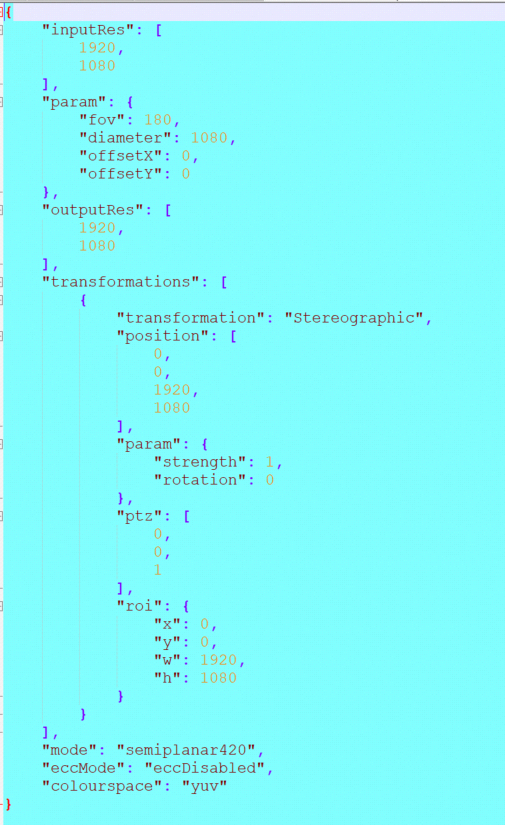 {
    "inputRes": [
        1920,
        1080
    ],
    "param": {
        "fov": 180,
        "diameter": 1080,
        "offsetX": 0,
        "offsetY": 0
    },
    "outputRes": [
        1920,
        1080
    ],
    "transformations": [
        {
            "transformation": "Stereographic",
            "position": [
                0,
                0,
                1920,
                1080
            ],
            "param": {
                "strength": 1,
                "rotation": 0
            },
            "ptz": [
                0,
                0,
                1
            ],
            "roi": {
                "x": 0,
                "y": 0,
                "w": 1920,
                "h": 1080
            }
        }
    ],
    "mode": "semiplanar420",
    "eccMode": "eccDisabled",
    "colourspace": "yuv"
}